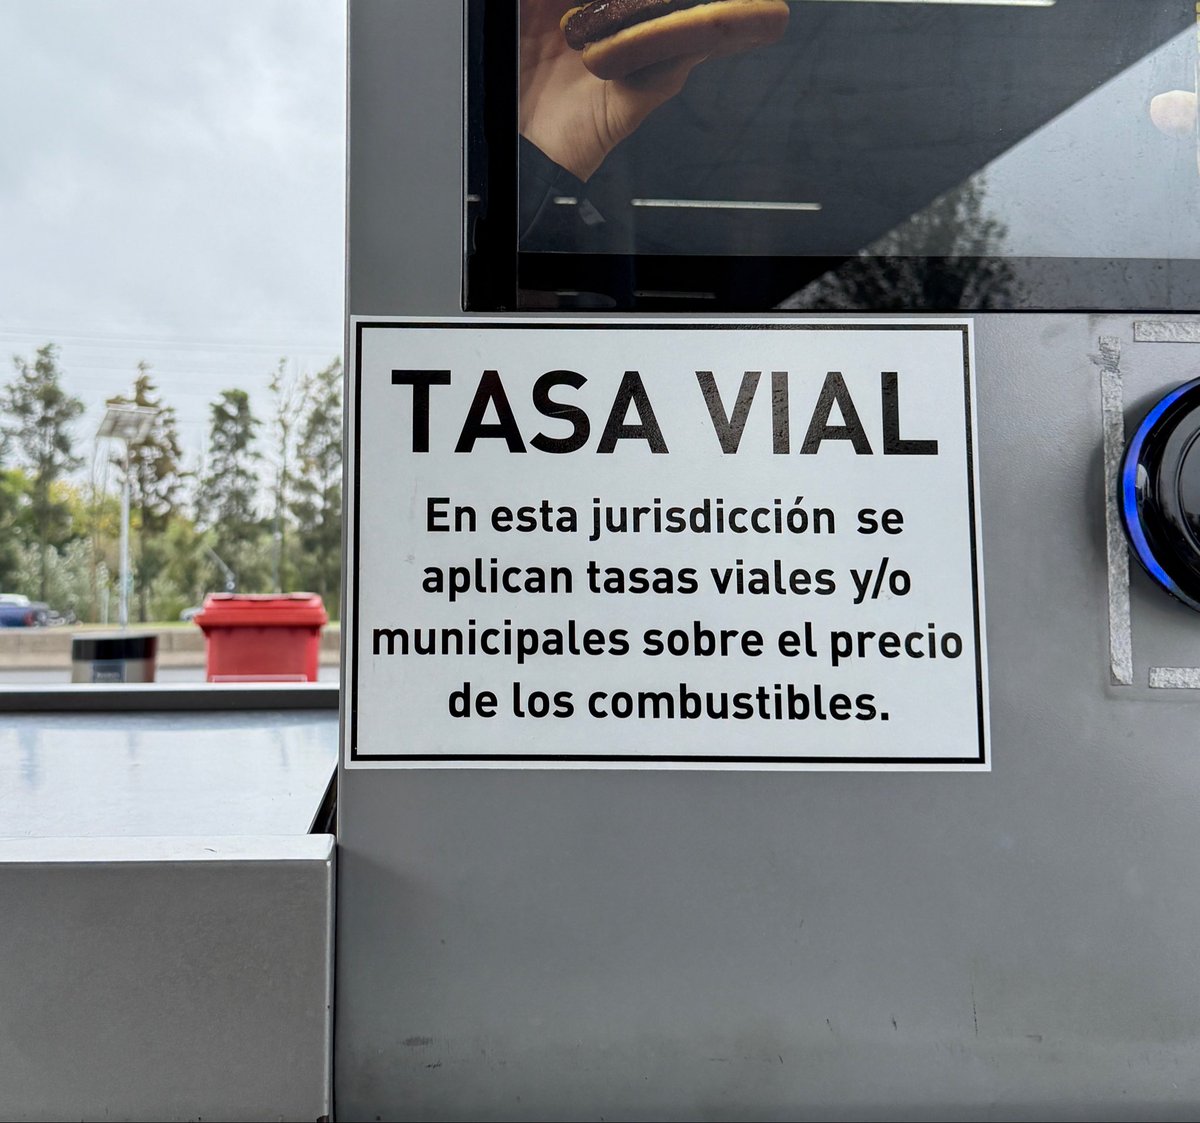 TASA VIAL
En esta jurisdicción se
aplican tasas viales y/o
municipales sobre el precio
de los combustibles.